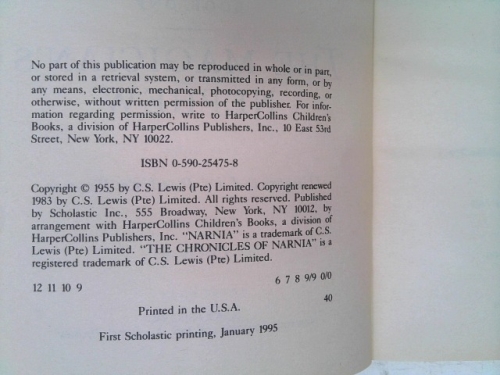 No part of this publication may be reproduced in whole or in part,
or stored in a retrieval system, or transmitted in any form, or by
any means, electronic, mechanical, photocopying, recording, or
otherwise, without written permission of the publisher. For infor-
mation regarding permission, write to HarperCollins Children's
Books, a division of HarperCollins Publishers, Inc., 10 East 53rd
Street, New York, NY 10022.
ISBN 0-590-25475-8
Copyright © 1955 by C.S. Lewis (Pte) Limited. Copyright renewed
1983 by C.S. Lewis (Pte) Limited. All rights reserved. Published
by Scholastic Inc., 555 Broadway, New York, NY 10012, by
arrangement with HarperCollins Children's Books, a division of
HarperCollins Publishers, Inc. "NARNIA" is a trademark of C.S.
Lewis (Pte) Limited. "THE CHRONICLES OF NARNIA" is a
registered trademark of C.S. Lewis (Pte) Limited.
12 11 10 9 6 7 8 9/9 0/0
40
Printed in the U.S.A.
First Scholastic printing, January 1995